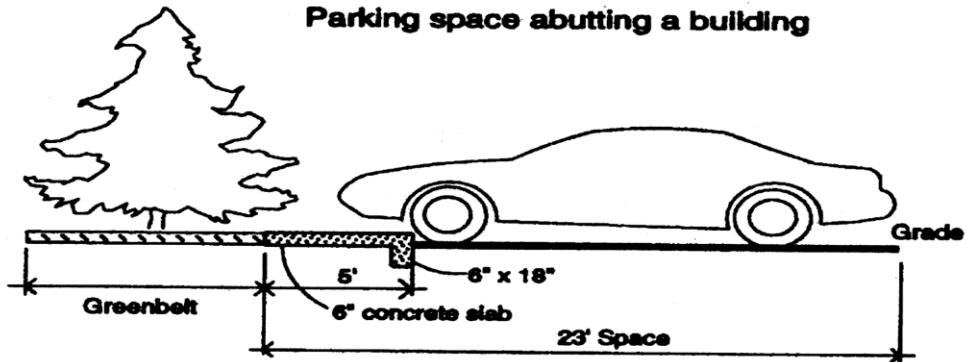 Parking space abutting a building
Grade
5'
6" x 18"
Greenbelt
6" concrete slab
23' Space